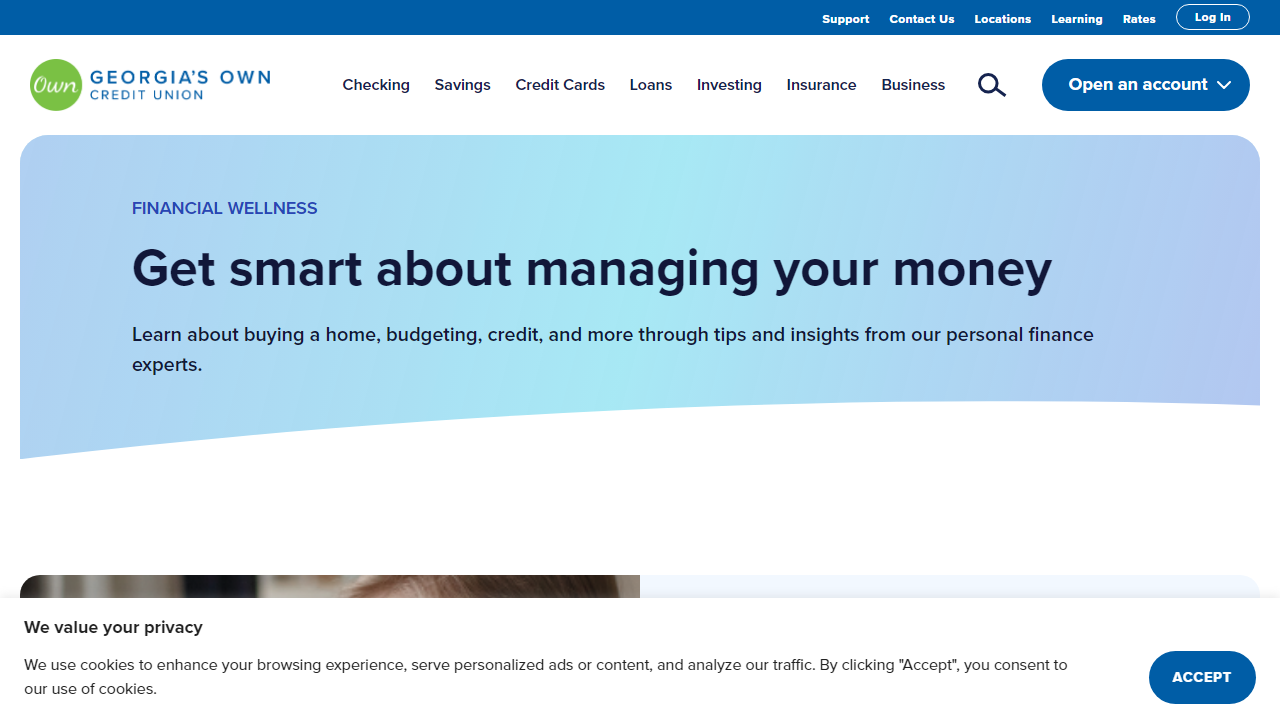 Support Contact Us Locations Learning Rates Log In
Own GEORGIA'S OWN
CREDIT UNION
Checking Savings Credit Cards Loans Investing Insurance Business Open an account
FINANCIAL WELLNESS
Get smart about managing your money
Learn about buying a home, budgeting, credit, and more through tips and insights from our personal finance
experts.
We value your privacy
We use cookies to enhance your browsing experience, serve personalized ads or content, and analyze our traffic. By clicking "Accept", you consent to
our use of cookies.
ACCEPT